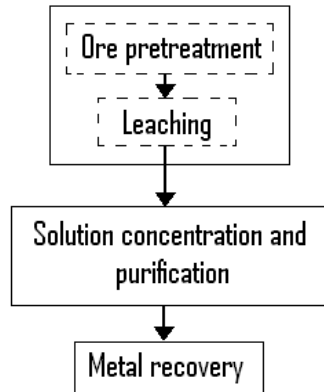 Ore pretreatment
Leaching
Solution concentration and
purification
Metal recovery